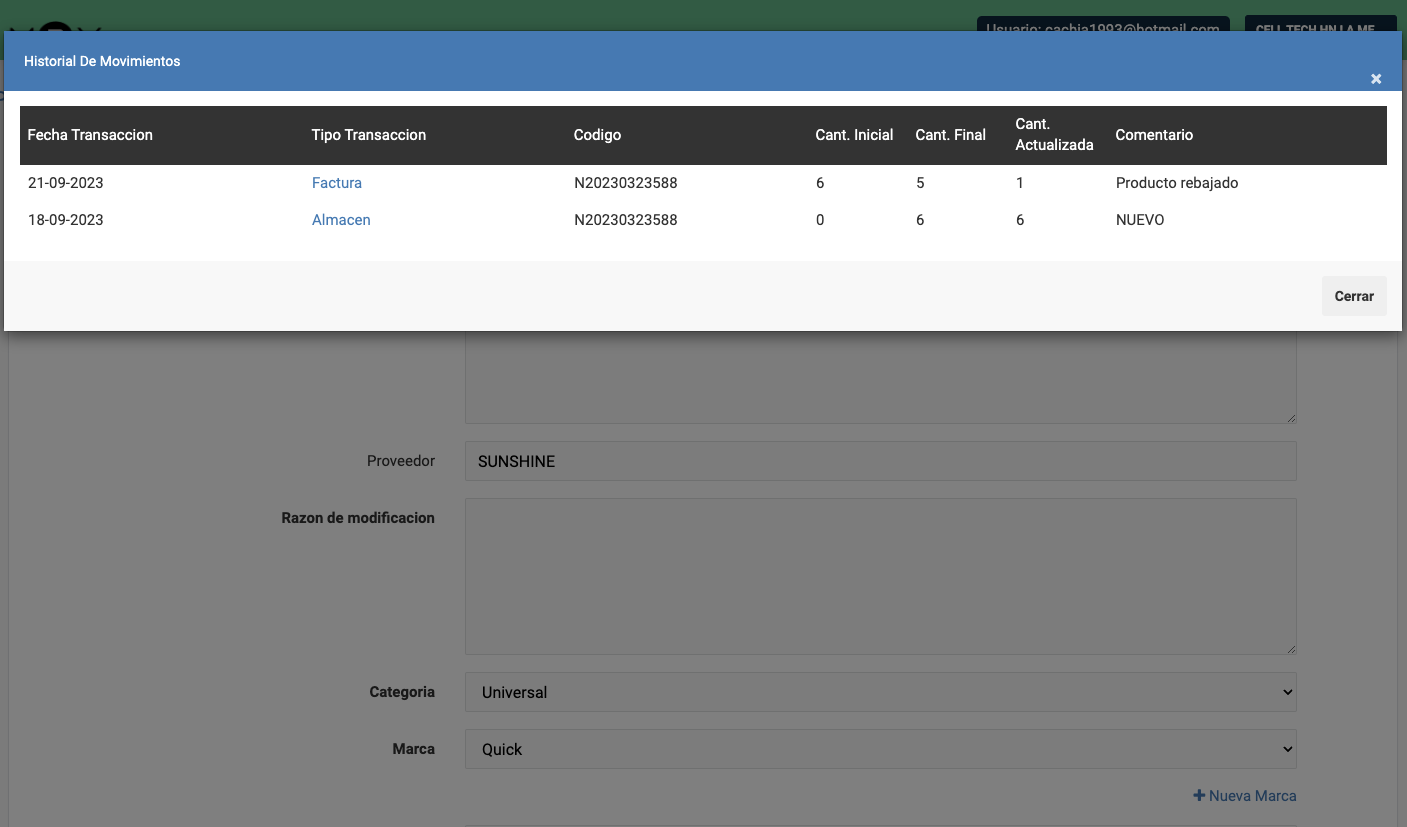 Usuario: cachia1993@hotmail.com
CELL TECH HN LA ME
Historial De Movimientos
×
Fecha Transaccion Tipo Transaccion Codigo Cant. Inicial Cant. Final Cant. Actualizada Comentario
21-09-2023 Factura N20230323588 6 5 1 Producto rebajado
18-09-2023 Almacen N20230323588 0 6 6 NUEVO
Cerrar
Proveedor SUNSHINE
Razon de modificacion
Categoria Universal
Marca Quick
+ Nueva Marca